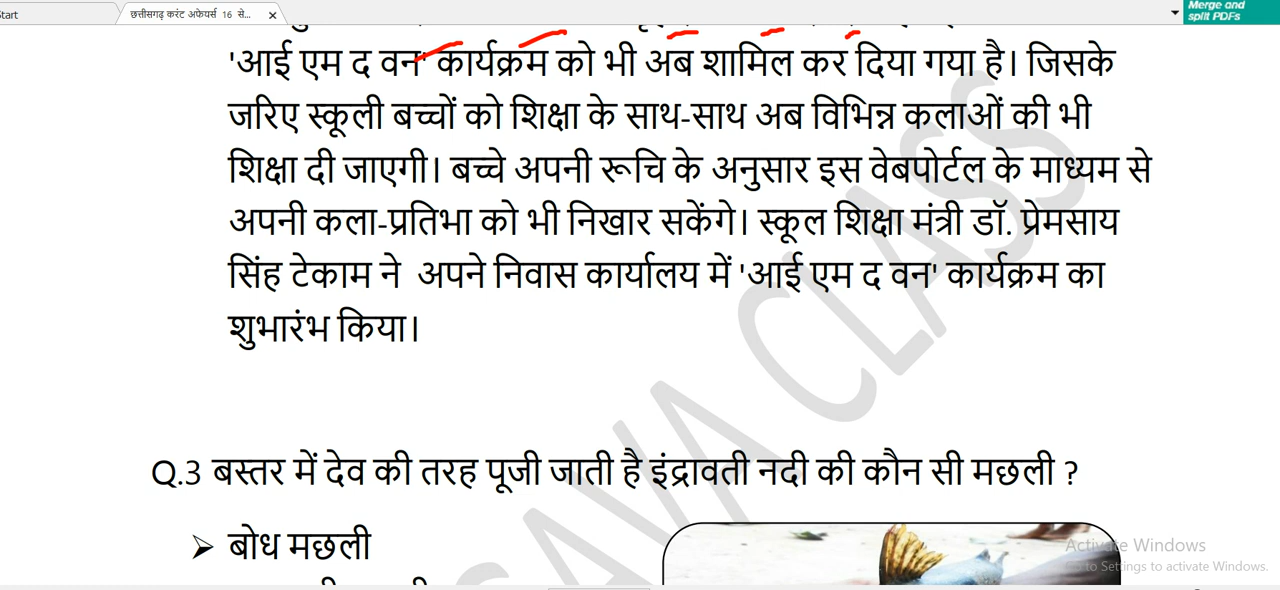 Start
छत्तीसगढ़ करंट अफेयर्स 16 से...
Merge and
split PDFs
'आई एम द वन' कार्यक्रम को भी अब शामिल कर दिया गया है। जिसके
जरिए स्कूली बच्चों को शिक्षा के साथ-साथ अब विभिन्न कलाओं की भी
शिक्षा दी जाएगी। बच्चे अपनी रूचि के अनुसार इस वेबपोर्टल के माध्यम से
अपनी कला-प्रतिभा को भी निखार सकेंगे। स्कूल शिक्षा मंत्री डॉ. प्रेमसाय
सिंह टेकाम ने अपने निवास कार्यालय में 'आई एम द वन' कार्यक्रम का
शुभारंभ किया।
SAVA CLASS
Q.3 बस्तर में देव की तरह पूजी जाती है इंद्रावती नदी की कौन सी मछली ?
बोध मछली
Activate Windows
Go to Settings to activate Windows.